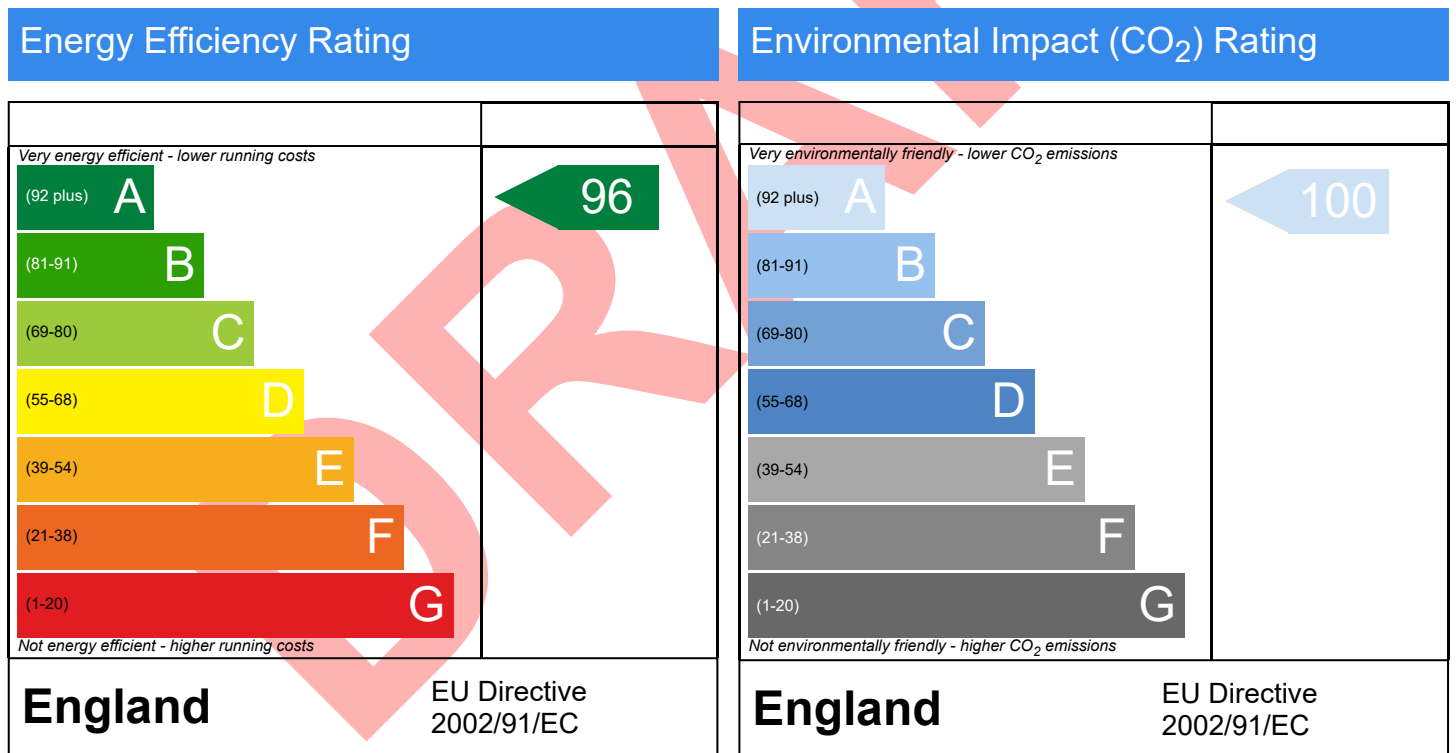 Energy Efficiency Rating
Very energy efficient - lower running costs
(92 plus) A
96
(81-91) B
(69-80) C
(55-68) D
(39-54) E
(21-38) F
(1-20) G
Not energy efficient - higher running costs
England
EU Directive
2002/91/EC
Environmental Impact (CO₂) Rating
Very environmentally friendly - lower CO₂ emissions
(92 plus) A
100
(81-91) B
(69-80) C
(55-68) D
(39-54) E
(21-38) F
(1-20) G
Not environmentally friendly - higher CO₂ emissions
England
EU Directive
2002/91/EC
DRA